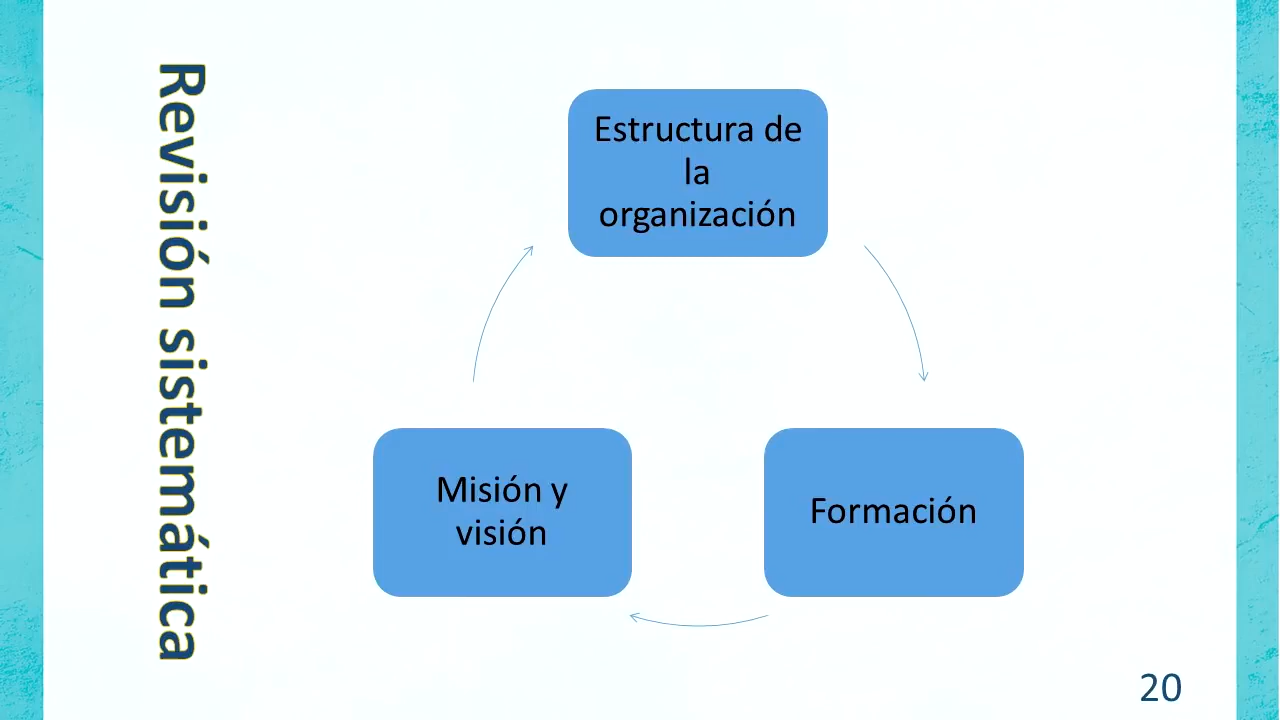 Revisión sistemática
Estructura de
la
organización
Misión y
visión
Formación
20